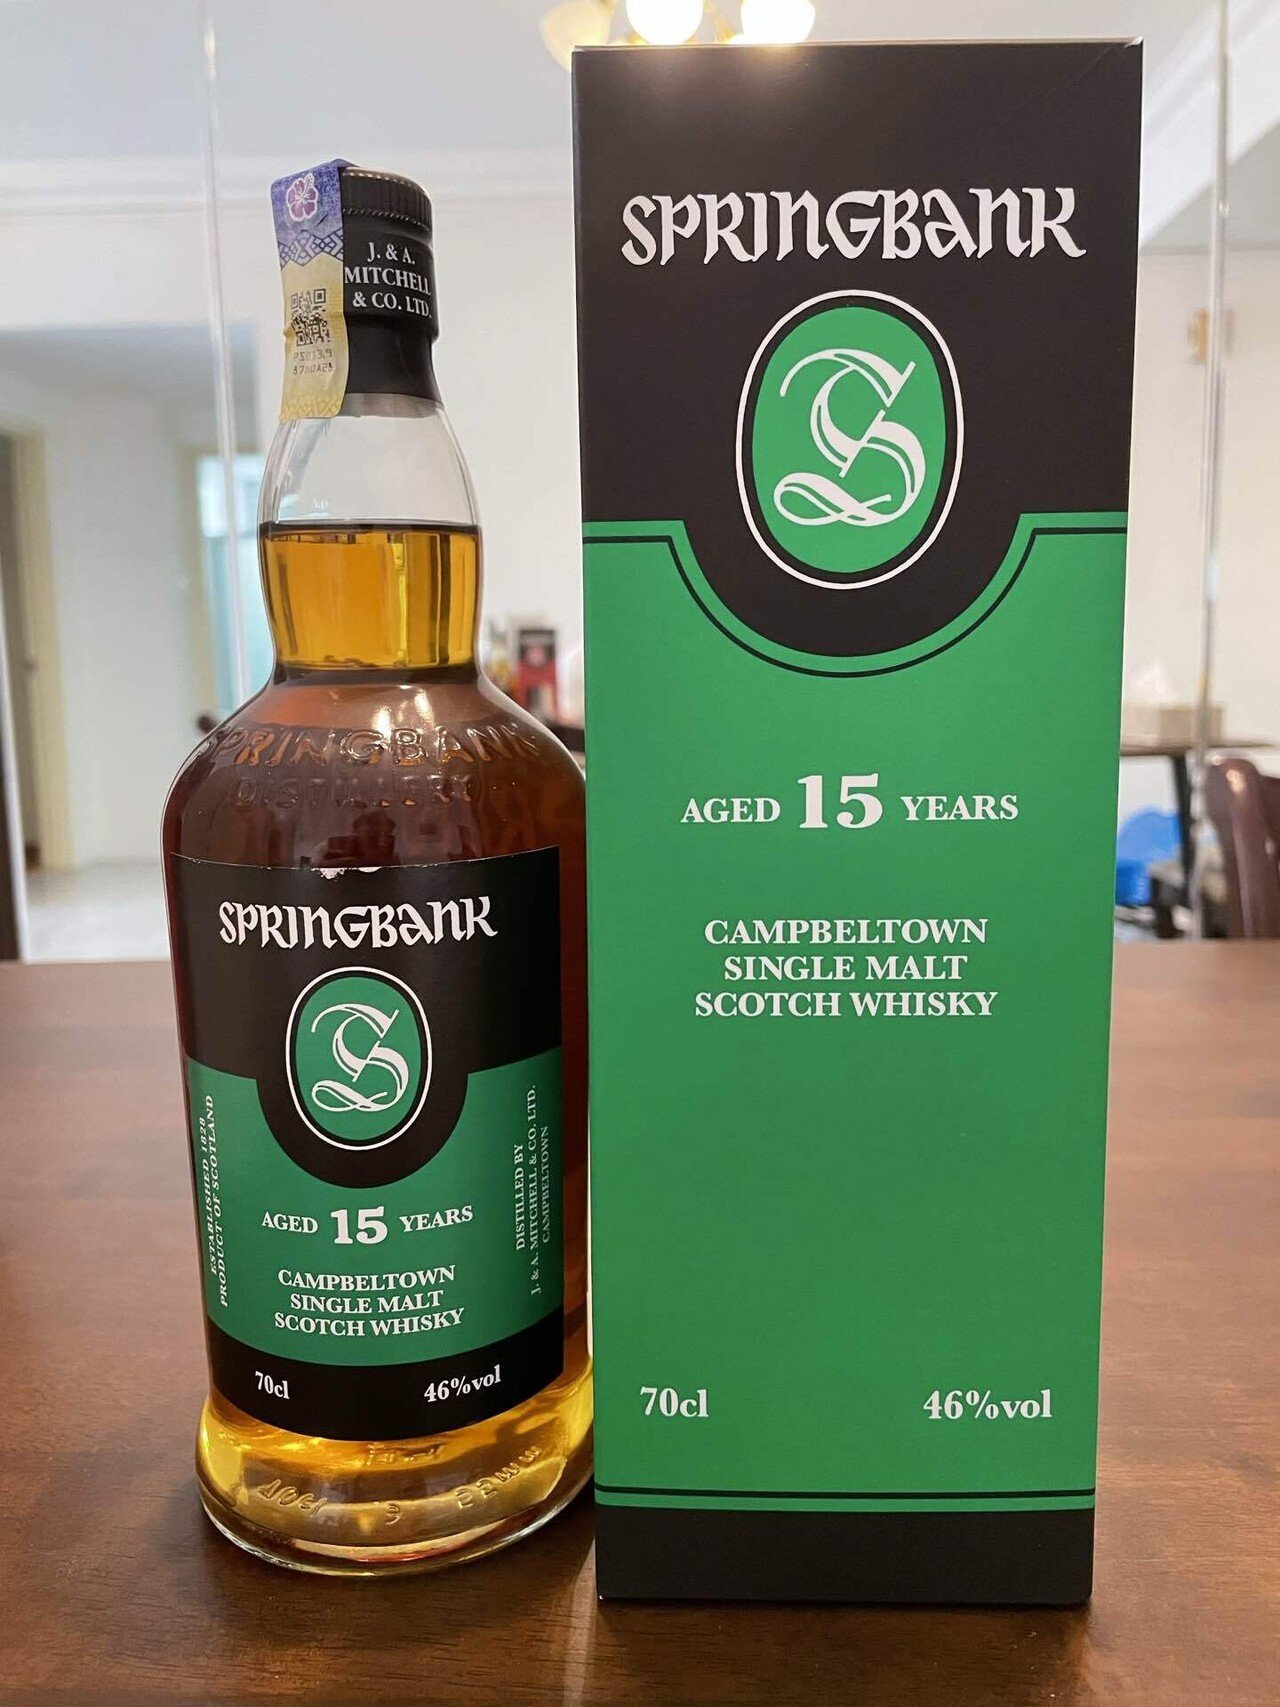 J. & A.
MITCHELL
& CO. LTD.
SPRINGBANK
DISTILLERY
SPRINGBANK
S
ESTABLISHED 1828
PRODUCT OF SCOTLAND
AGED 15 YEARS
CAMPBELTOWN
SINGLE MALT
SCOTCH WHISKY
DISTILLED BY
J. & A. MITCHELL & CO. LTD.
CAMPBELTOWN
70cl 46%vol
SPRINGBANK
S
AGED 15 YEARS
CAMPBELTOWN
SINGLE MALT
SCOTCH WHISKY
70cl 46%vol